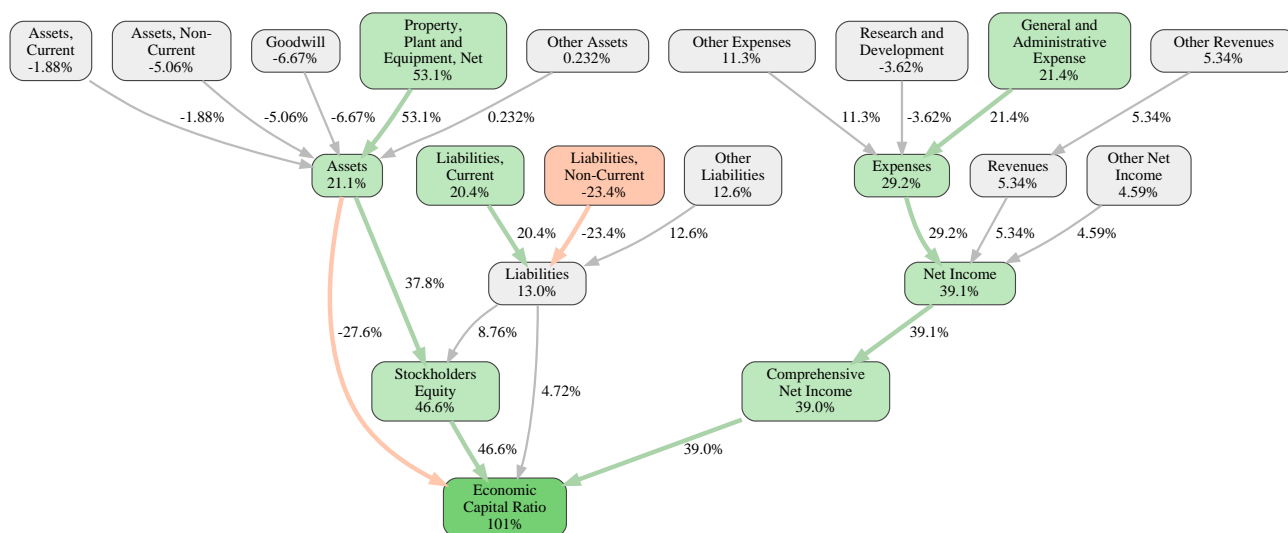 Assets,
Current
-1.88%
Assets, Non-
Current
-5.06%
Goodwill
-6.67%
Property,
Plant and
Equipment, Net
53.1%
Other Assets
0.232%
Other Expenses
11.3%
Research and
Development
-3.62%
General and
Administrative
Expense
21.4%
Other Revenues
5.34%
-1.88%
-5.06%
-6.67%
53.1%
0.232%
11.3%
-3.62%
21.4%
5.34%
Assets
21.1%
Liabilities,
Current
20.4%
Liabilities,
Non-Current
-23.4%
Other
Liabilities
12.6%
Expenses
29.2%
Revenues
5.34%
Other Net
Income
4.59%
20.4%
-23.4%
12.6%
29.2%
5.34%
4.59%
Liabilities
13.0%
Net Income
39.1%
37.8%
-27.6%
8.76%
39.1%
Stockholders
Equity
46.6%
4.72%
Comprehensive
Net Income
39.0%
46.6%
39.0%
Economic
Capital Ratio
101%